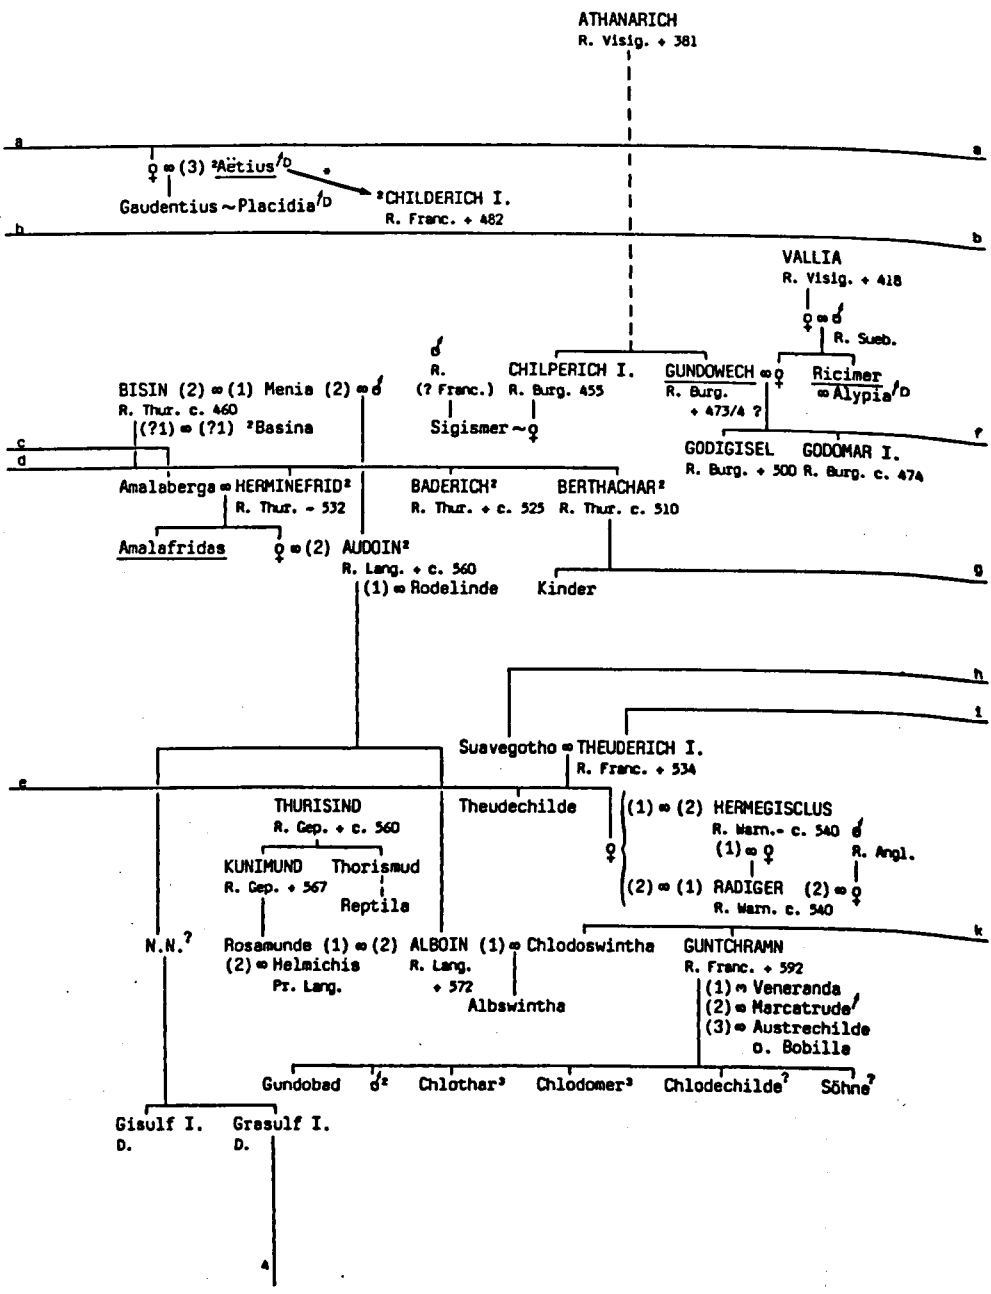 ATHANARICH
R. Visig. + 381
a a
♀ ∞ (3) ²Aëtius/D *
Gaudentius ~ Placidia/D
²CHILDERICH I.
R. Franc. + 482
b b
VALLIA
R. Visig. + 418
♀ ∞ ♂
R. Sueb.
♂
R.
(? Franc.)
Sigismer ~ ♀
CHILPERICH I.
R. Burg. 455
GUNDOWECH ∞ ♀
R. Burg.
+ 473/4 ?
Ricimer
∞ Alypia/D
BISIN (2) ∞ (1) Menia (2) ∞ ♂
R. Thur. c. 460
(?1) ∞ (?1) ²Basina
c f
GODIGISEL GODOMAR I.
R. Burg. + 500 R. Burg. c. 474
d
Amalaberga ∞ HERMINEFRID² BADERICH² BERTHACHAR²
R. Thur. - 532 R. Thur. + c. 525 R. Thur. c. 510
Amalafridas ♀ ∞ (2) AUDOIN²
R. Lang. + c. 560
g
(1) ∞ Rodelinde Kinder
h
i
Suavegotho ∞ THEUDERICH I.
R. Franc. + 534
e
THURISIND Theudechilde (1) ∞ (2) HERMEGISCLUS
R. Gep. + c. 560 R. Warn.- c. 540 ♂
♀ (1) ∞ ♀ R. Angl.
KUNIMUND Thorismud
R. Gep. + 567
(2) ∞ (1) RADIGER (2) ∞ ♀
Reptila R. Warn. c. 540
k
N.N.? Rosamunde (1) ∞ (2) ALBOIN (1) ∞ Chlodoswintha GUNTCHRAMN
(2) ∞ Helmichis R. Lang. R. Franc. + 592
Pr. Lang. + 572 (1) ~ Veneranda
Albswintha (2) ∞ Marcatrude/
(3) ∞ Austrechilde
o. Bobilla
Gundobad ♂² Chlothar³ Chlodomer³ Chlodechilde? Söhne?
Gisulf I. Grasulf I.
D. D.
4